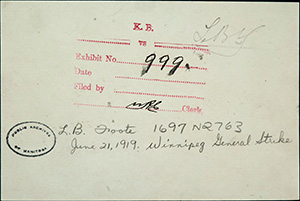 K. B.
vs
Exhibit No. 999.
Date
Filed by
Clerk.
PUBLIC ARCHIVES
OF MANITOBA
L.B. Foote 1697 N2763
June 21, 1919. Winnipeg General Strike